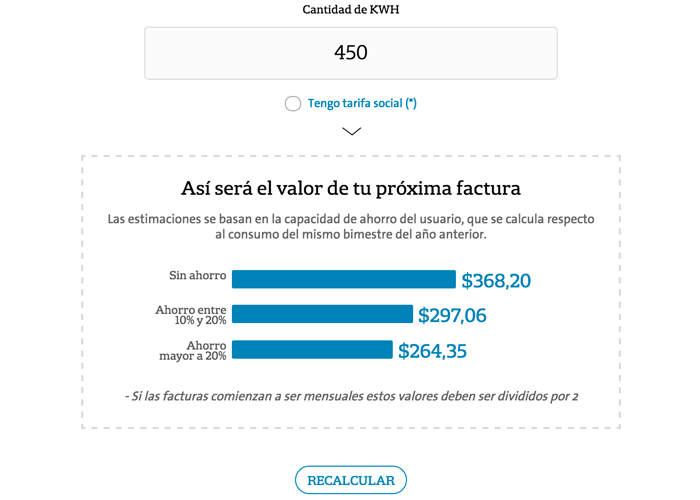 Cantidad de KWH
450
Tengo tarifa social (*)
Así será el valor de tu próxima factura
Las estimaciones se basan en la capacidad de ahorro del usuario, que se calcula respecto
al consumo del mismo bimestre del año anterior.
Sin ahorro
$368,20
Ahorro entre
10% y 20%
$297,06
Ahorro
mayor a 20%
$264,35
- Si las facturas comienzan a ser mensuales estos valores deben ser divididos por 2
RECALCULAR